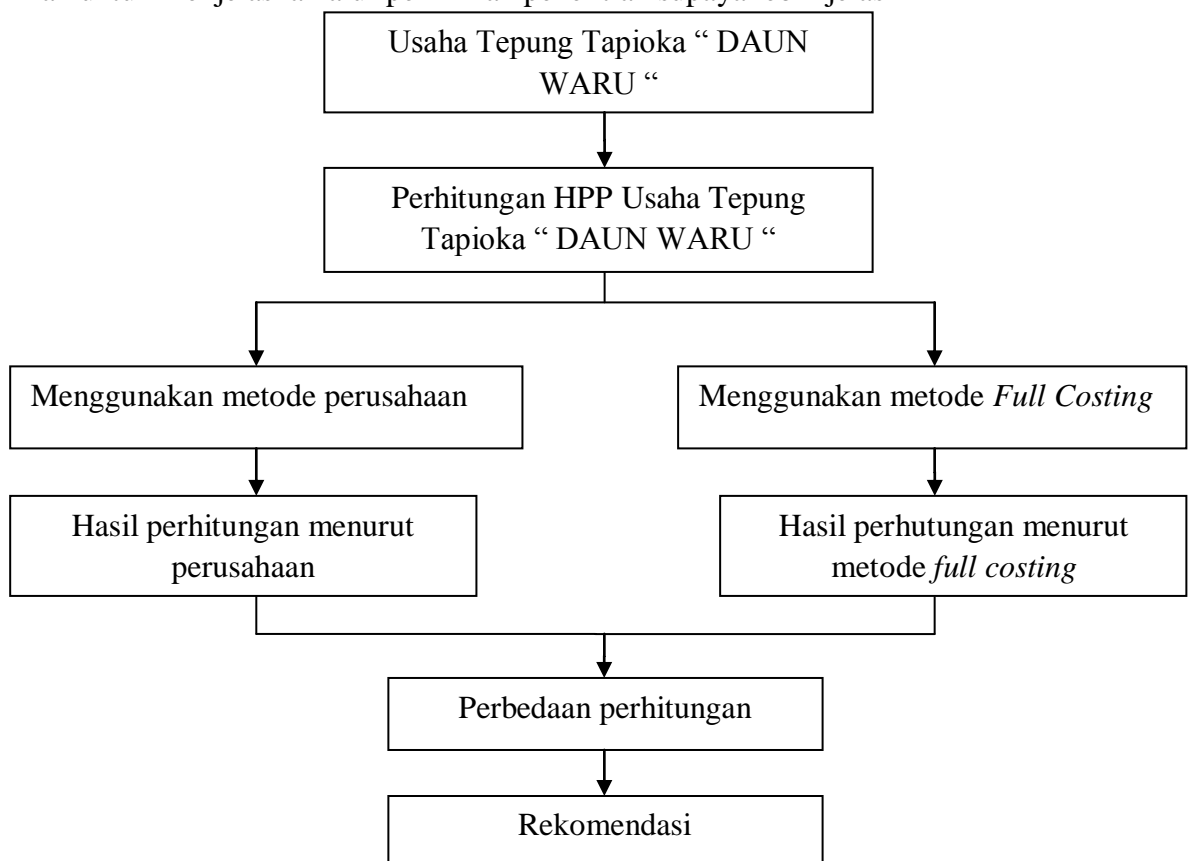 Usaha Tepung Tapioka “ DAUN
WARU “
Perhitungan HPP Usaha Tepung
Tapioka “ DAUN WARU “
Menggunakan metode perusahaan
Menggunakan metode Full Costing
Hasil perhitungan menurut
perusahaan
Hasil perhutungan menurut
metode full costing
Perbedaan perhitungan
Rekomendasi